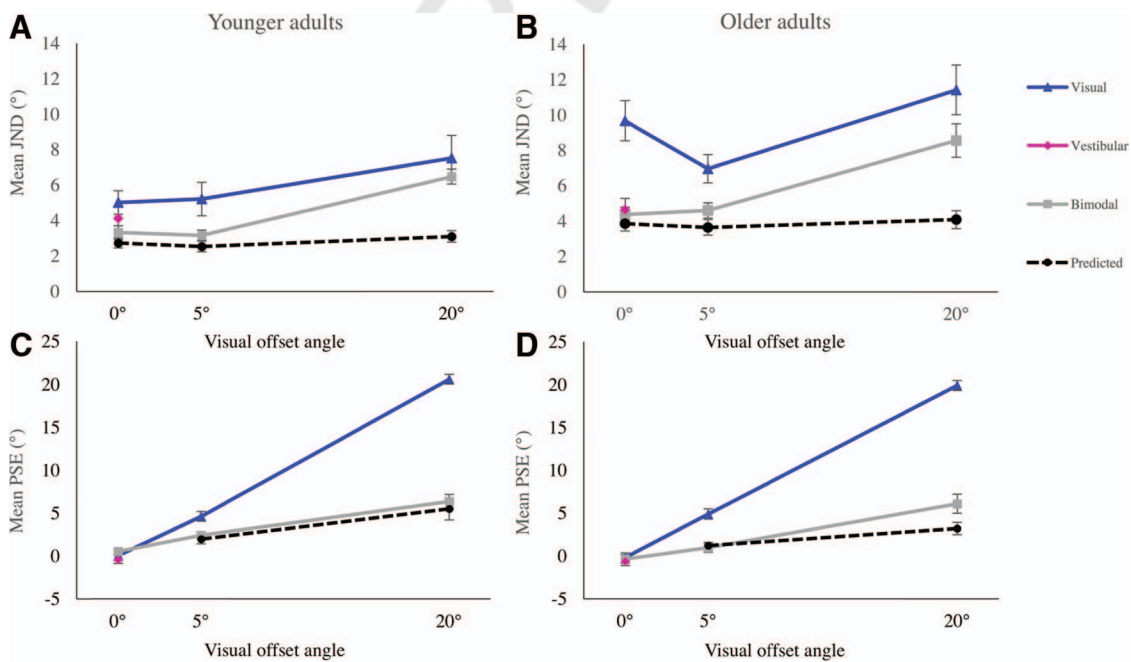 A
Younger adults
14
12
10
8
6
4
2
0
Mean JND (°)
0° 5° 20°
Visual offset angle
B
Older adults
14
12
10
8
6
4
2
0
Mean JND (°)
0° 5° 20°
Visual offset angle
Visual
Vestibular
Bimodal
Predicted
C
25
20
15
10
5
0
-5
Mean PSE (°)
0° 5° 20°
Visual offset angle
D
25
20
15
10
5
0
-5
Mean PSE (°)
0° 5° 20°
Visual offset angle